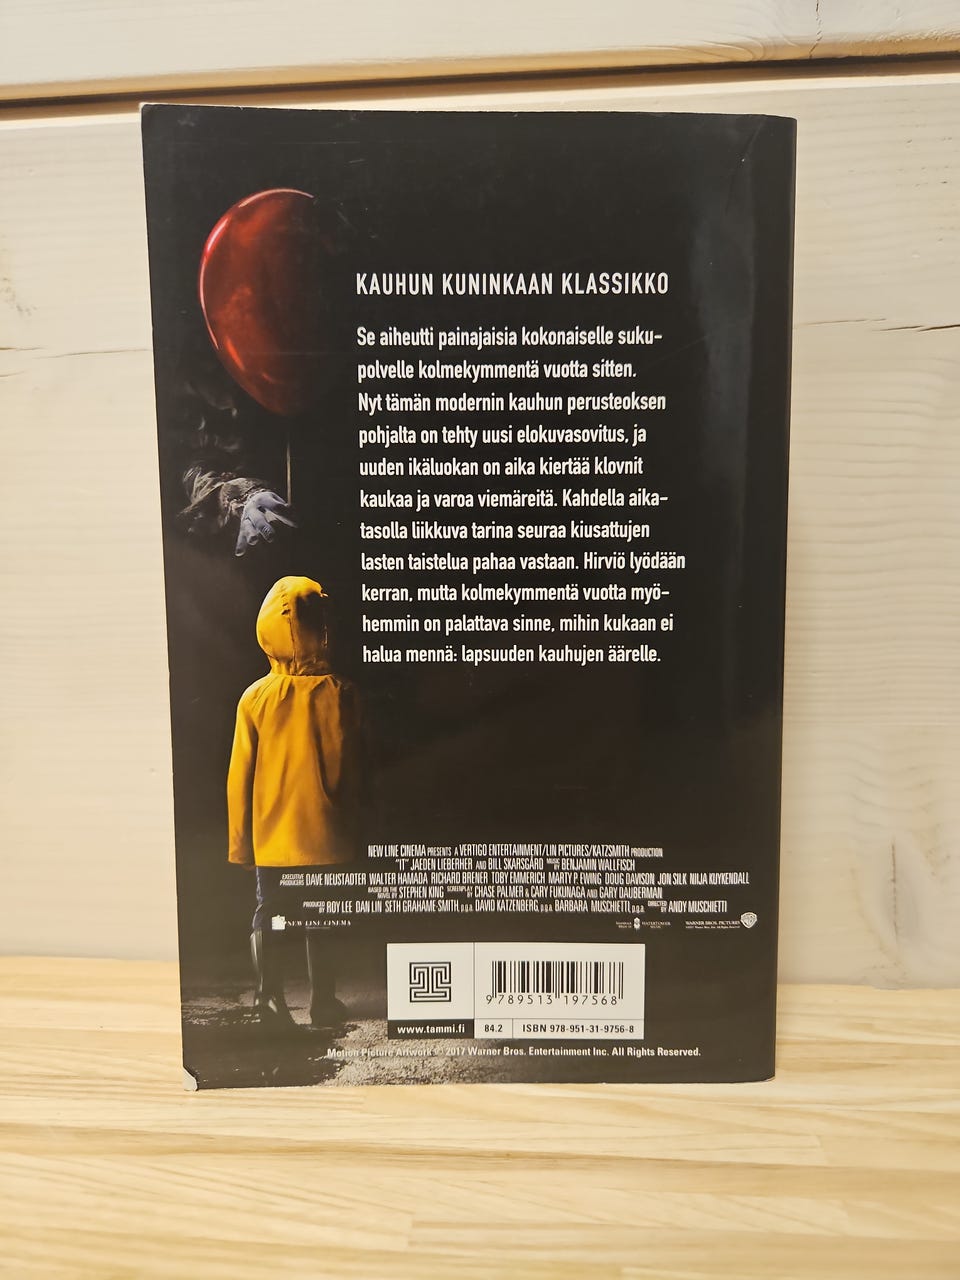 KAUHUN KUNINKAAN KLASSIKKO
Se aiheutti painajaisia kokonaiselle suku-
polvelle kolmekymmentä vuotta sitten.
Nyt tämän modernin kauhun perusteoksen
pohjalta on tehty uusi elokuvasovitus, ja
uuden ikäluokan on aika kiertää klovnit
kaukaa ja varoa viemäreitä. Kahdella aika-
tasolla liikkuva tarina seuraa kiusattujen
lasten taistelua pahaa vastaan. Hirviö lyödään
kerran, mutta kolmekymmentä vuotta myö-
hemmin on palattava sinne, mihin kukaan ei
halua mennä: lapsuuden kauhujen äärelle.
NEW LINE CINEMA PRESENTS A VERTIGO ENTERTAINMENT/LIN PICTURES/KATZSMITH PRODUCTION
"IT" JAEDEN LIEBERHER AND BILL SKARSGÅRD MUSIC BY BENJAMIN WALLFISCH
EXECUTIVE PRODUCERS DAVE NEUSTADTER WALTER HAMADA RICHARD BRENER TOBY EMMERICH MARTY P. EWING DOUG DAVISON JON SILK NIIJA KUYKENDALL
BASED ON THE NOVEL BY STEPHEN KING SCREENPLAY BY CHASE PALMER & CARY FUKUNAGA AND GARY DAUBERMAN
PRODUCED BY ROY LEE DAN LIN SETH GRAHAME-SMITH, p.g.a. DAVID KATZENBERG, p.g.a. BARBARA MUSCHIETTI, p.g.a. DIRECTED BY ANDY MUSCHIETTI
NEW LINE CINEMA
WARNER BROS. PICTURES
9 789513 197568
www.tammi.fi
84.2
ISBN 978-951-31-9756-8
Motion Picture Artwork © 2017 Warner Bros. Entertainment Inc. All Rights Reserved.